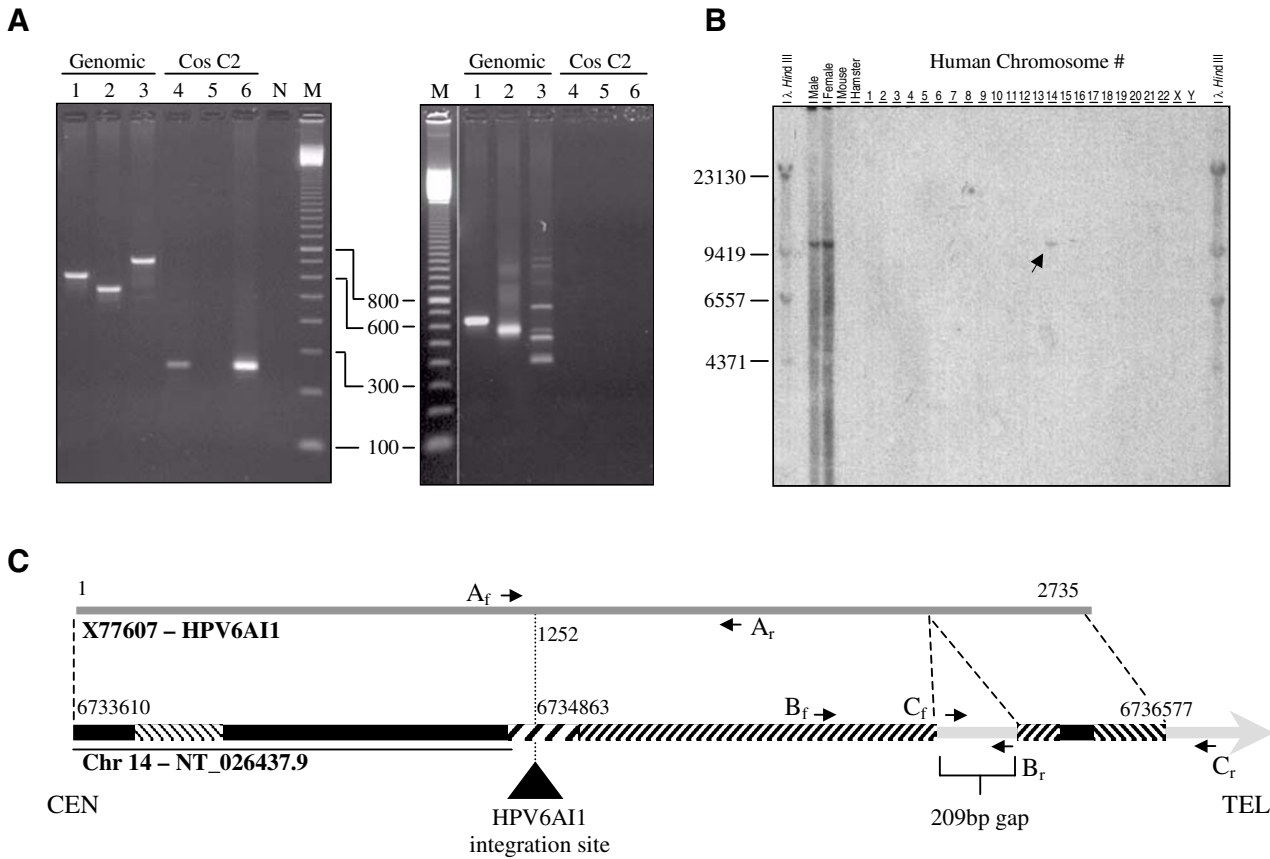 A
Genomic Cos C2
1 2 3 4 5 6 N M
Genomic Cos C2
M 1 2 3 4 5 6
800
600
300
100
B
Human Chromosome #
λ Hind III
Male
Female
Mouse
Hamster
1 2 3 4 5 6 7 8 9 10 11 12 13 14 15 16 17 18 19 20 21 22 X Y
λ Hind III
23130
9419
6557
4371
C
1 Af 2735
X77607 – HPV6AI1
1252 Ar
6733610 6734863 Bf Cf 6736577
Chr 14 – NT_026437.9
Br Cr
CEN TEL
HPV6AI1
integration site
209bp gap